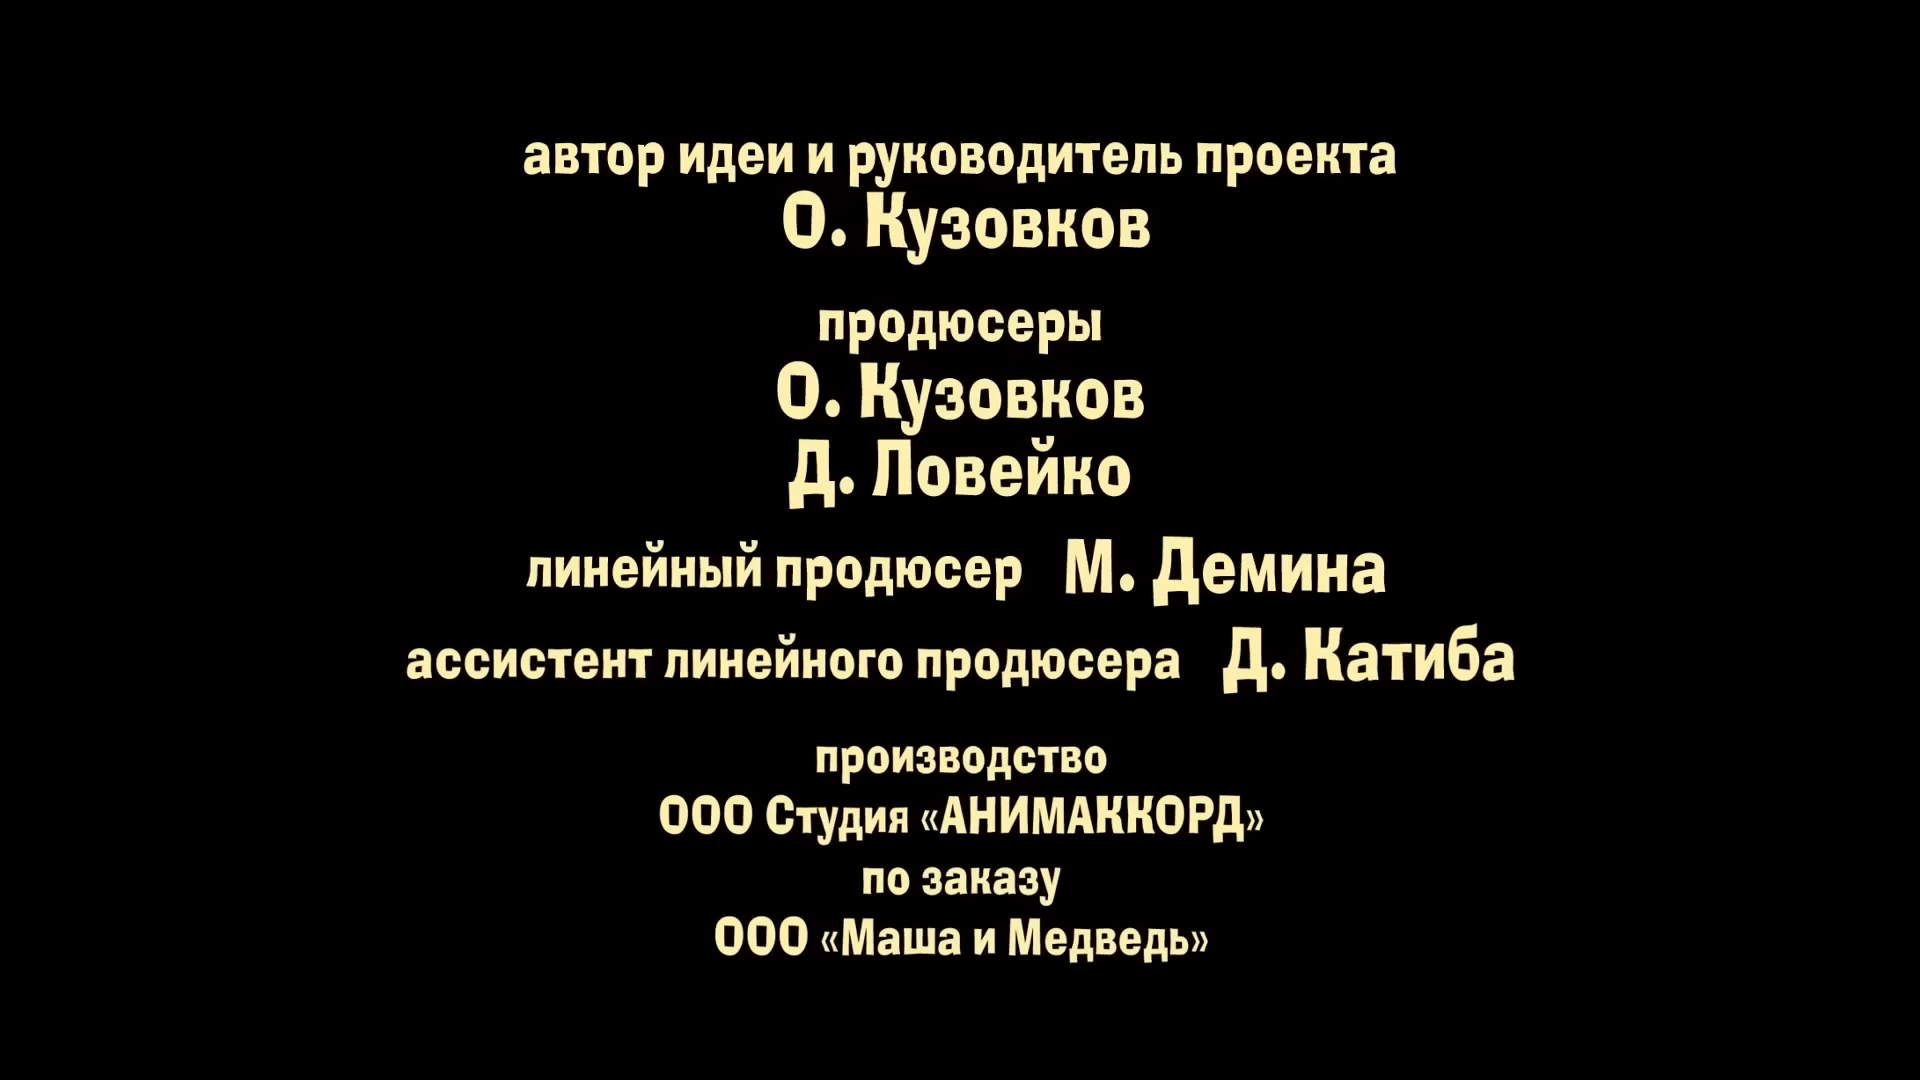 автор идеи и руководитель проекта
О. Кузовков
продюсеры
О. Кузовков
Д. Ловейко
линейный продюсер М. Демина
ассистент линейного продюсера Д. Катиба
производство
ООО Студия «АНИМАККОРД»
по заказу
ООО «Маша и Медведь»